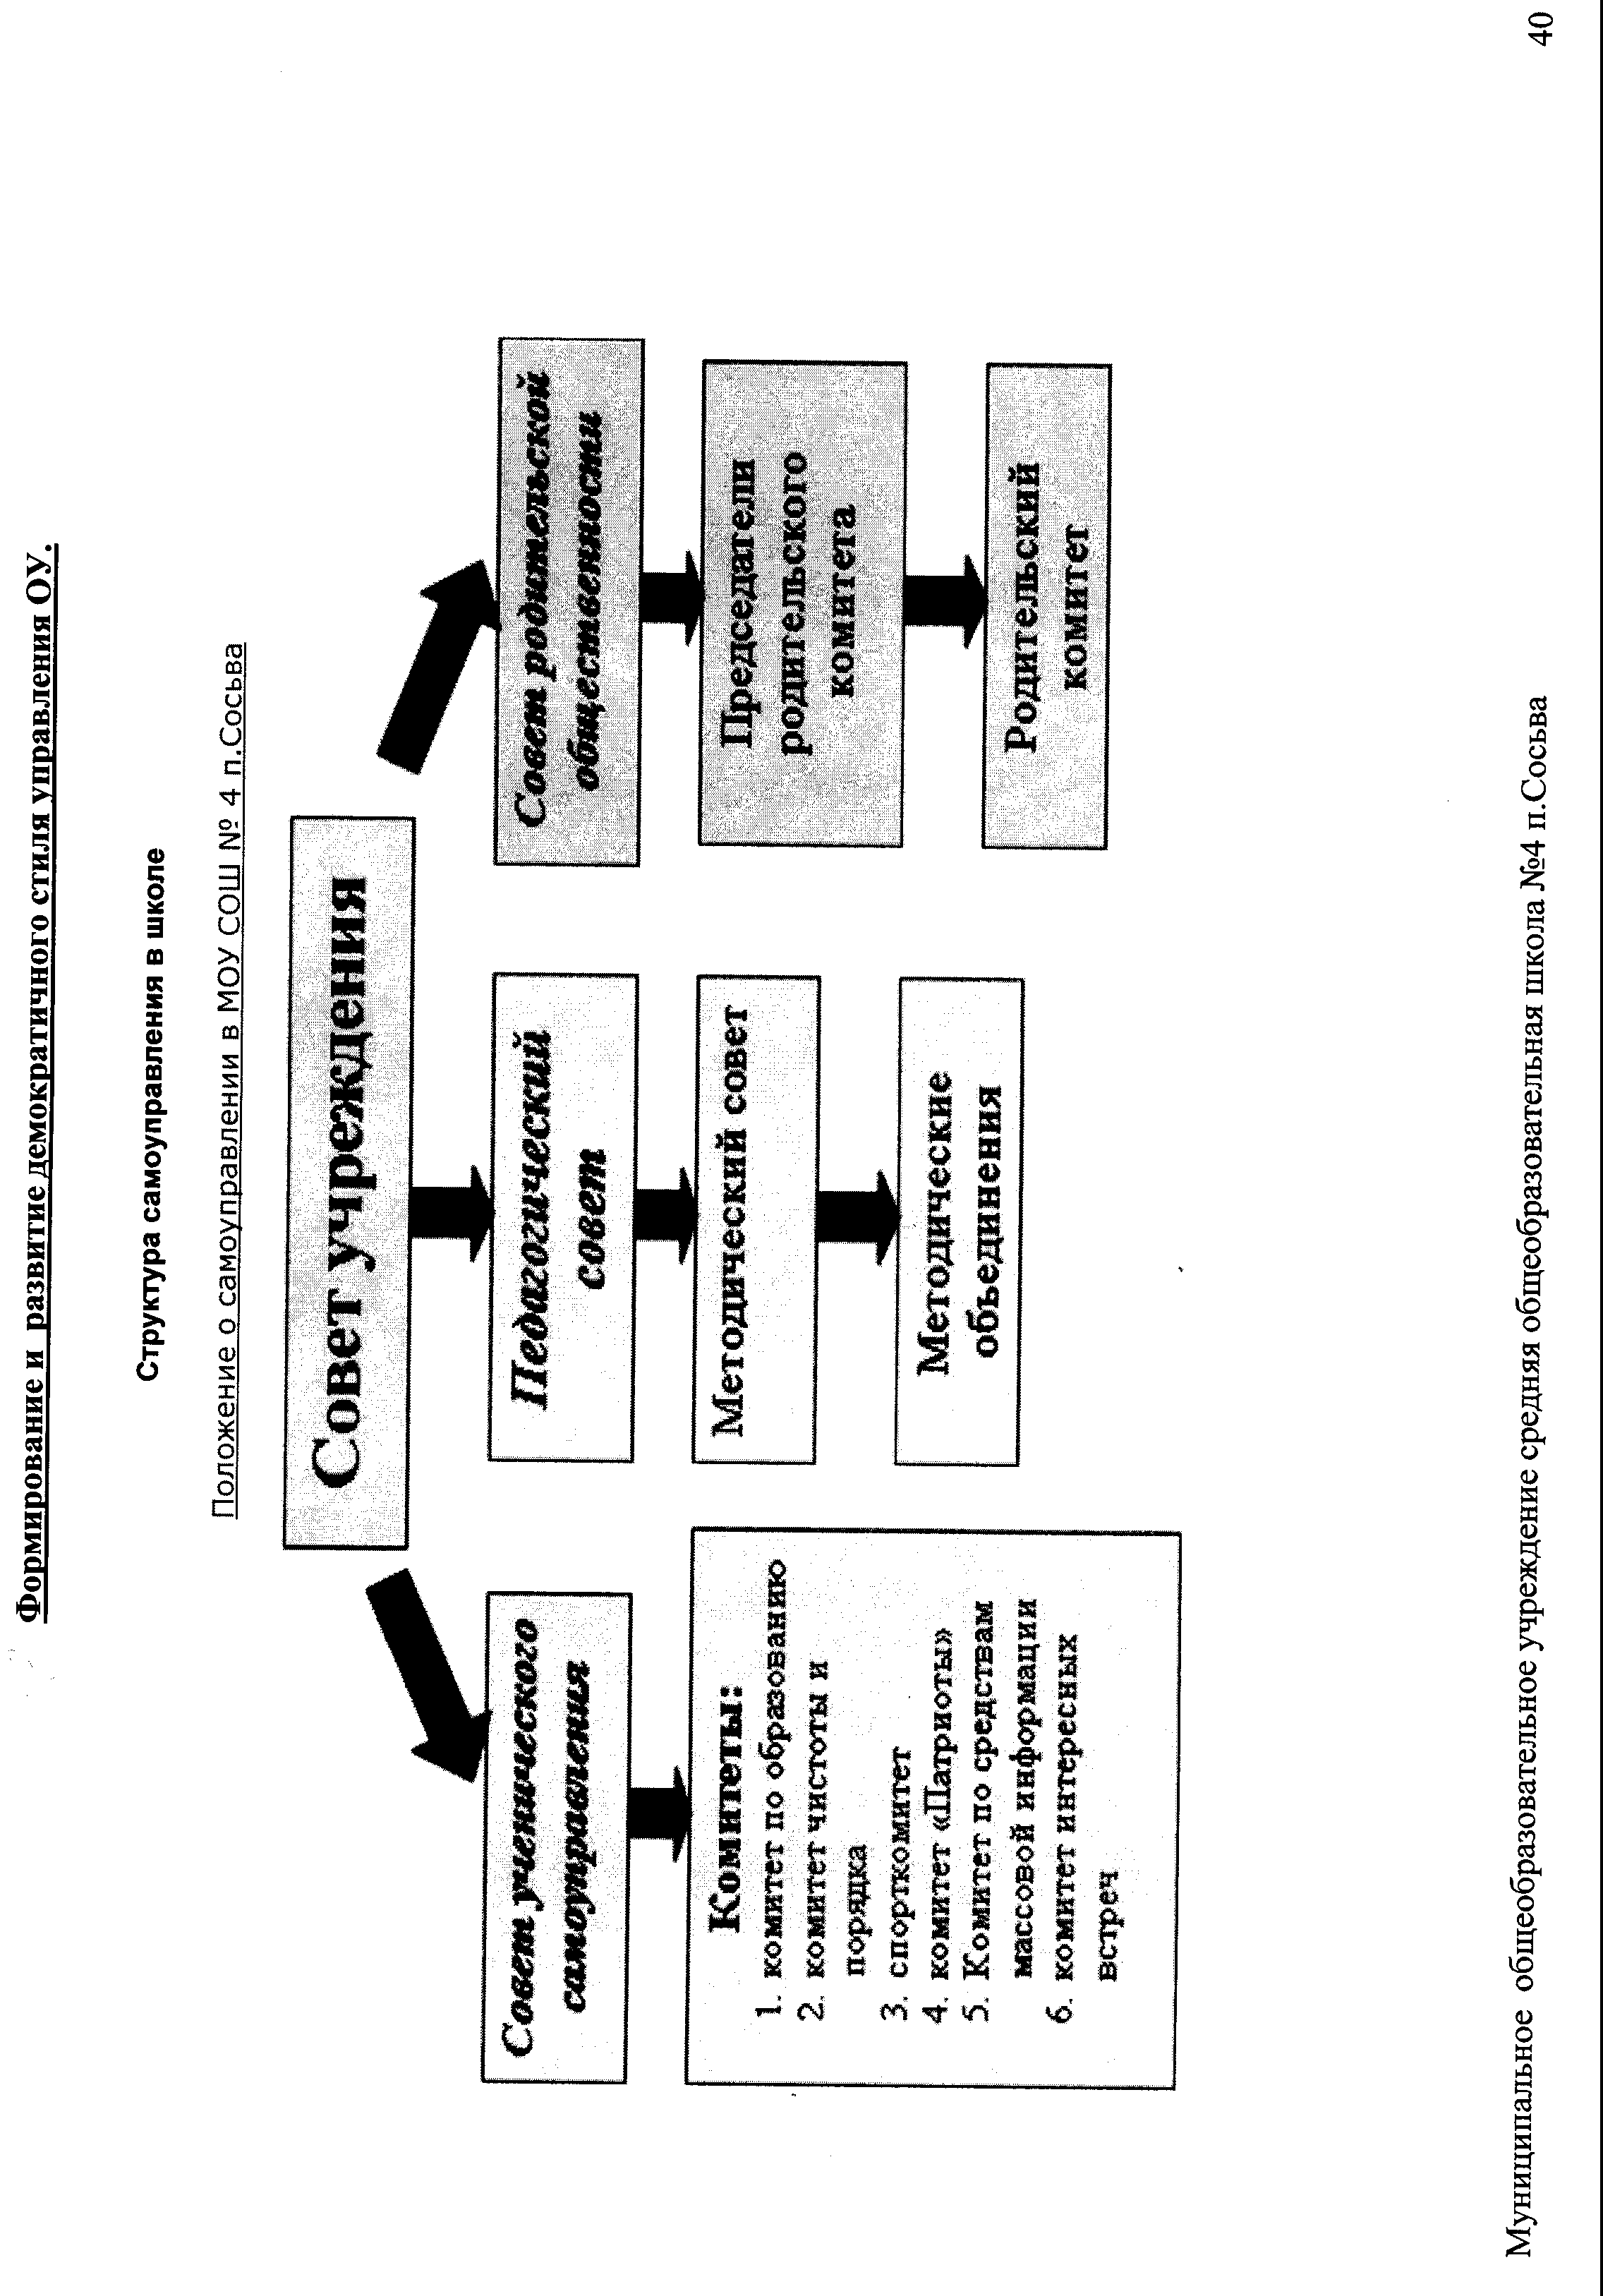 Формирование и развитие демократичного стиля управления ОУ.
Структура самоуправления в школе
Положение о самоуправлении в МОУ СОШ № 4 п.Сосьва
Совет учреждения
Совет ученического
самоуправления
Комитеты:
1. комитет по образованию
2. комитет чистоты и
порядка
3. спорткомитет
4. комитет «Патриоты»
5. Комитет по средствам
массовой информации
6. комитет интересных
встреч
Педагогический
совет
Методический совет
Методические
обьединения
Совет родительской
общественности
Председатели
родительского
комитета
Родительский
комитет
Муниципальное общеобразовательное учреждение средняя общеобразовательная школа №4 п.Сосьва
40